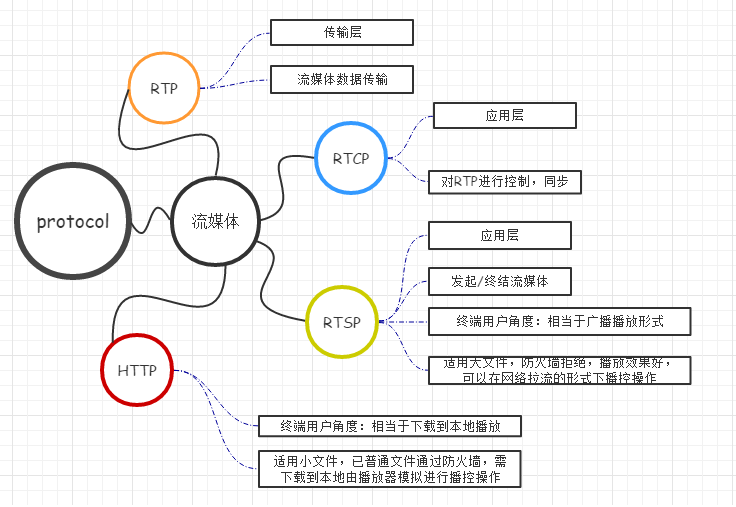 传输层
RTP
流媒体数据传输
应用层
RTCP
对RTP进行控制，同步
protocol
流媒体
应用层
发起/终结流媒体
RTSP
终端用户角度：相当于广播播放形式
适用大文件，防火墙拒绝，播放效果好，
可以在网络拉流的形式下播控操作
HTTP
终端用户角度：相当于下载到本地播放
适用小文件，已普通文件通过防火墙，需
下载到本地由播放器模拟进行播控操作